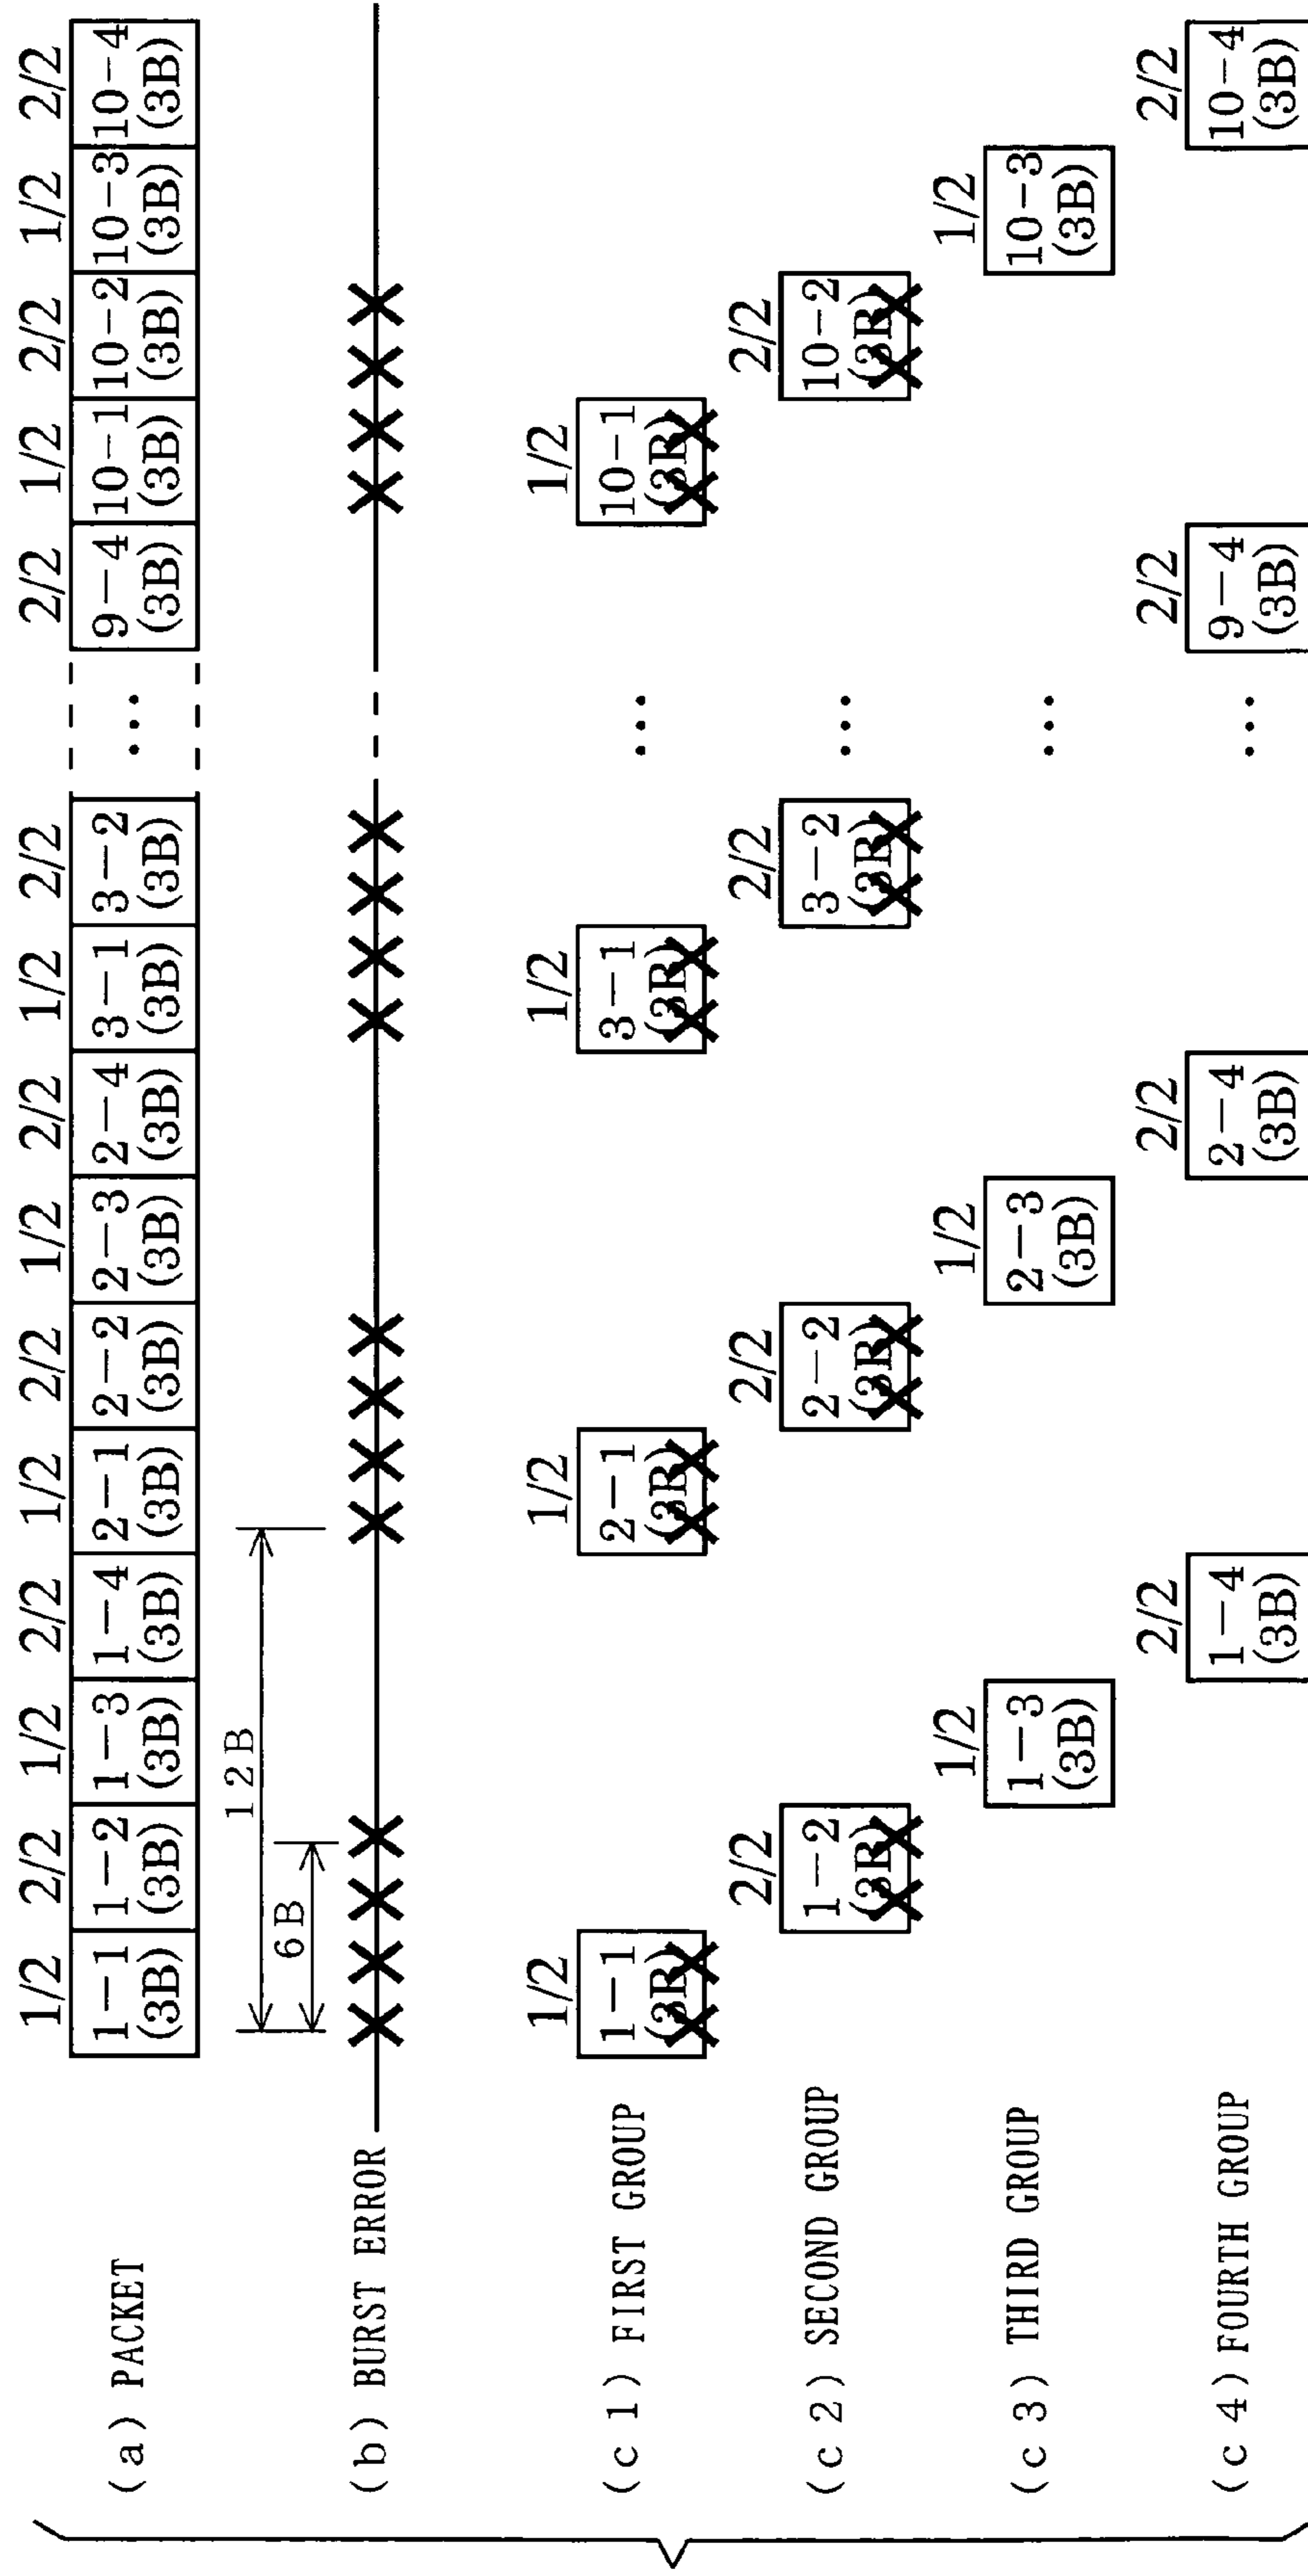 (a) PACKET
1/2 2/2 1/2 2/2 1/2 2/2 1/2 2/2 1/2 2/2 2/2 1/2 2/2 1/2 2/2
1-1 1-2 1-3 1-4 2-1 2-2 2-3 2-4 3-1 3-2 ... 9-4 10-1 10-2 10-3 10-4
(3B) (3B) (3B) (3B) (3B) (3B) (3B) (3B) (3B) (3B) (3B) (3B) (3B) (3B) (3B)
12B
6B
(b) BURST ERROR
(c1) FIRST GROUP
1/2 1/2 1/2 1/2
1-1 2-1 3-1 ... 10-1
(3B) (3B) (3B) (3B)
(c2) SECOND GROUP
2/2 2/2 2/2 2/2
1-2 2-2 3-2 ... 10-2
(3B) (3B) (3B) (3B)
(c3) THIRD GROUP
1/2 1/2 1/2
1-3 2-3 ... 10-3
(3B) (3B) (3B)
(c4) FOURTH GROUP
2/2 2/2 2/2 2/2
1-4 2-4 ... 9-4 10-4
(3B) (3B) (3B) (3B)